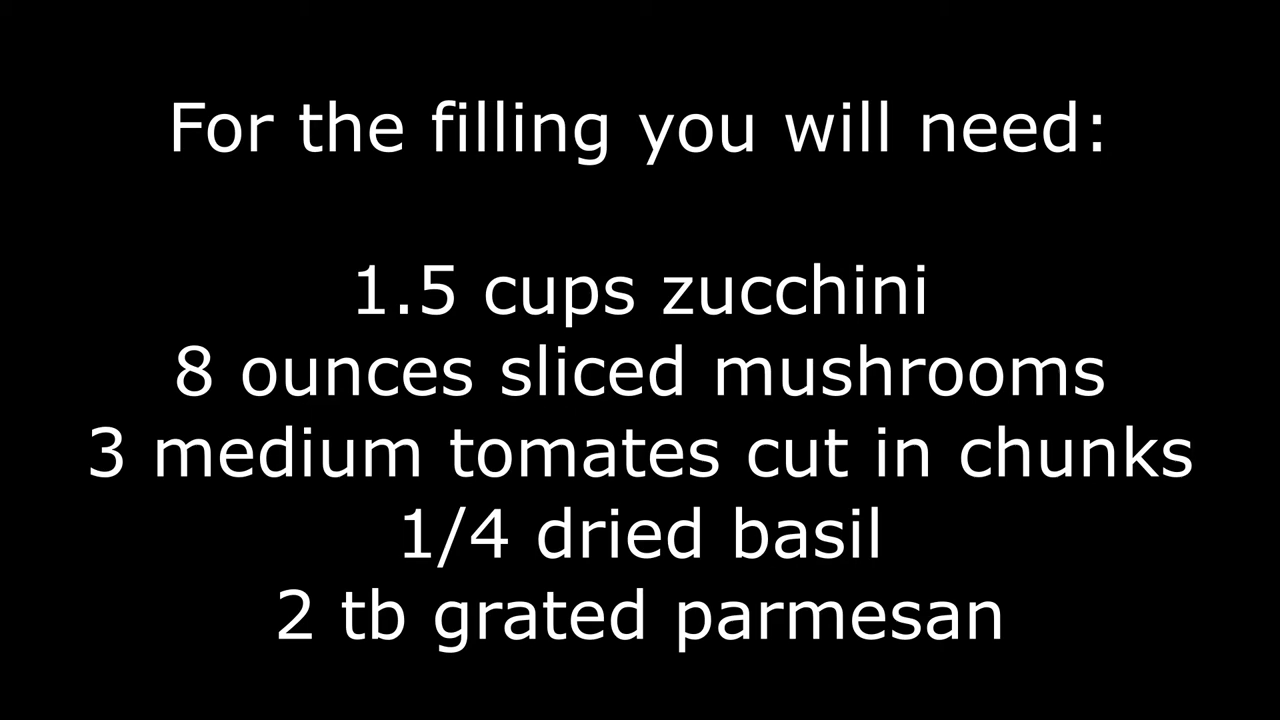 For the filling you will need:
1.5 cups zucchini
8 ounces sliced mushrooms
3 medium tomates cut in chunks
1/4 dried basil
2 tb grated parmesan